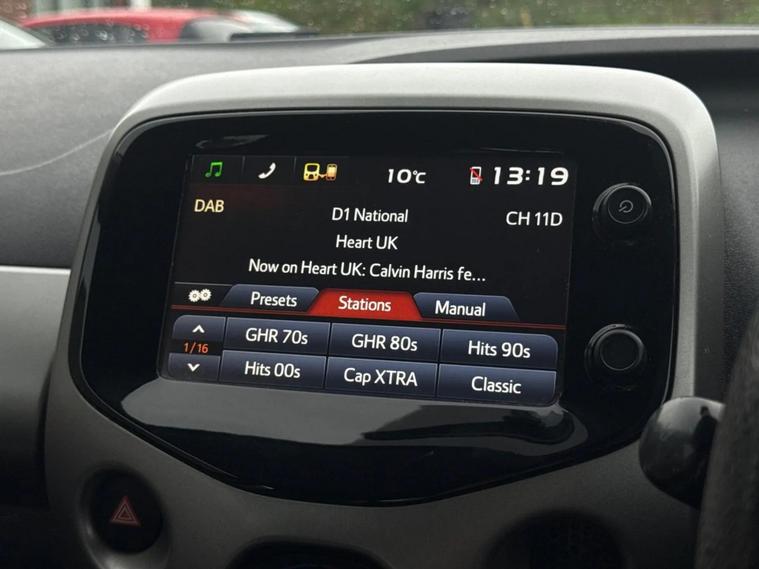 10°C 13:19
DAB D1 National CH 11D
Heart UK
Now on Heart UK: Calvin Harris fe...
Presets Stations Manual
GHR 70s GHR 80s Hits 90s
1/16
Hits 00s Cap XTRA Classic